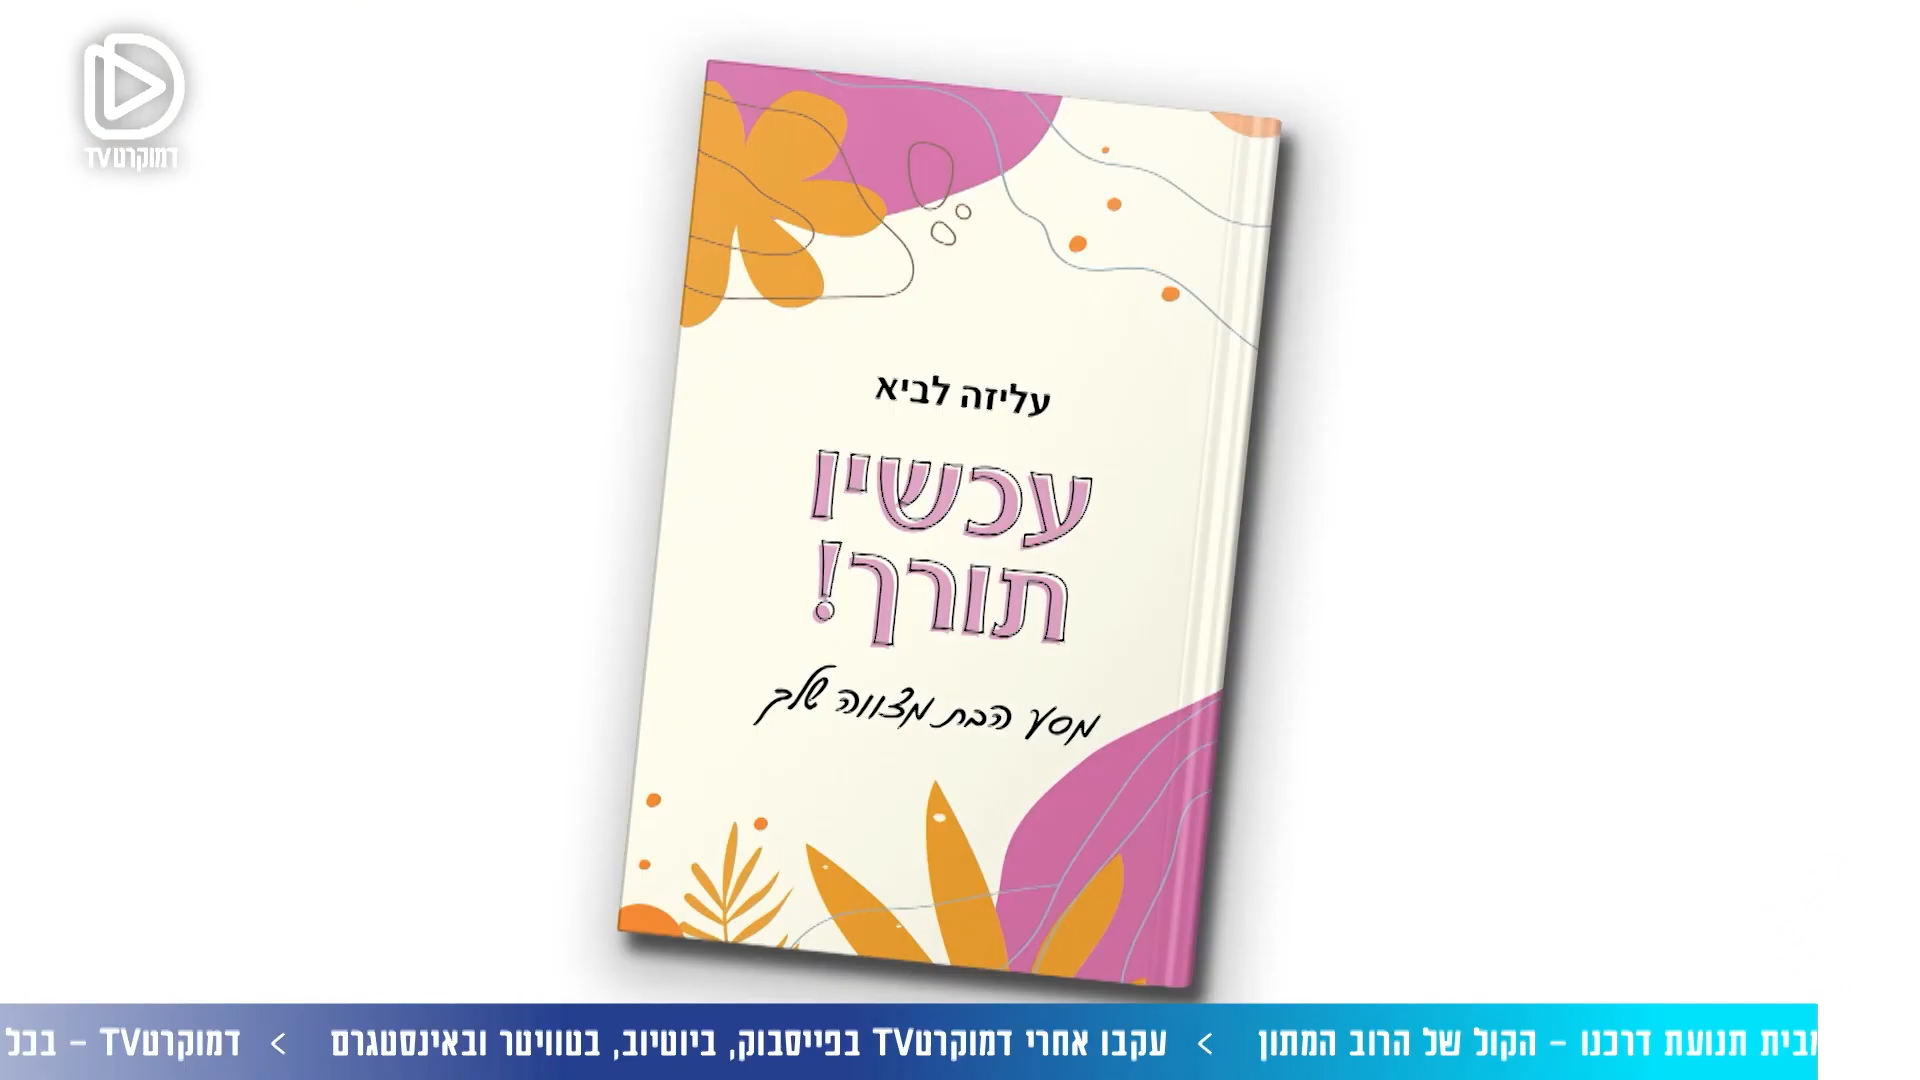 דמוקרטTV
עליזה לביא
עכשיו
תורך!
מסע הבת מצווה שלך
מבית תנועת דרכנו – הקול של הרוב המתון > עקבו אחרי דמוקרטTV בפייסבוק, ביוטיוב, בטוויטר ובאינסטגרם > דמוקרטTV – בכל